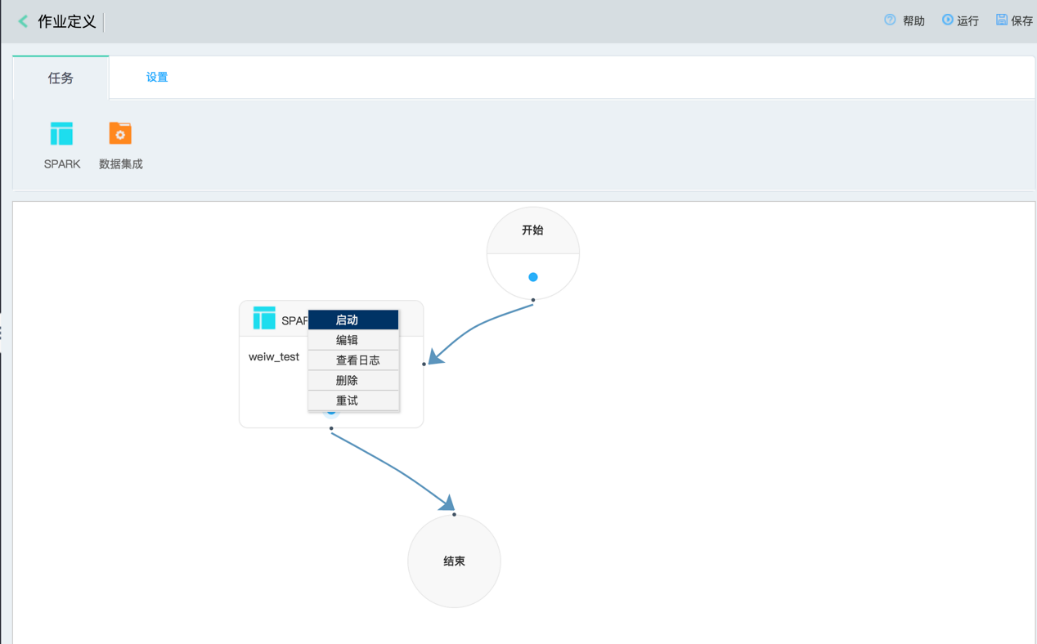 作业定义
帮助 运行 保存
任务 设置
SPARK 数据集成
开始
SPAR
启动
编辑
weiw_test
查看日志
删除
重试
结束